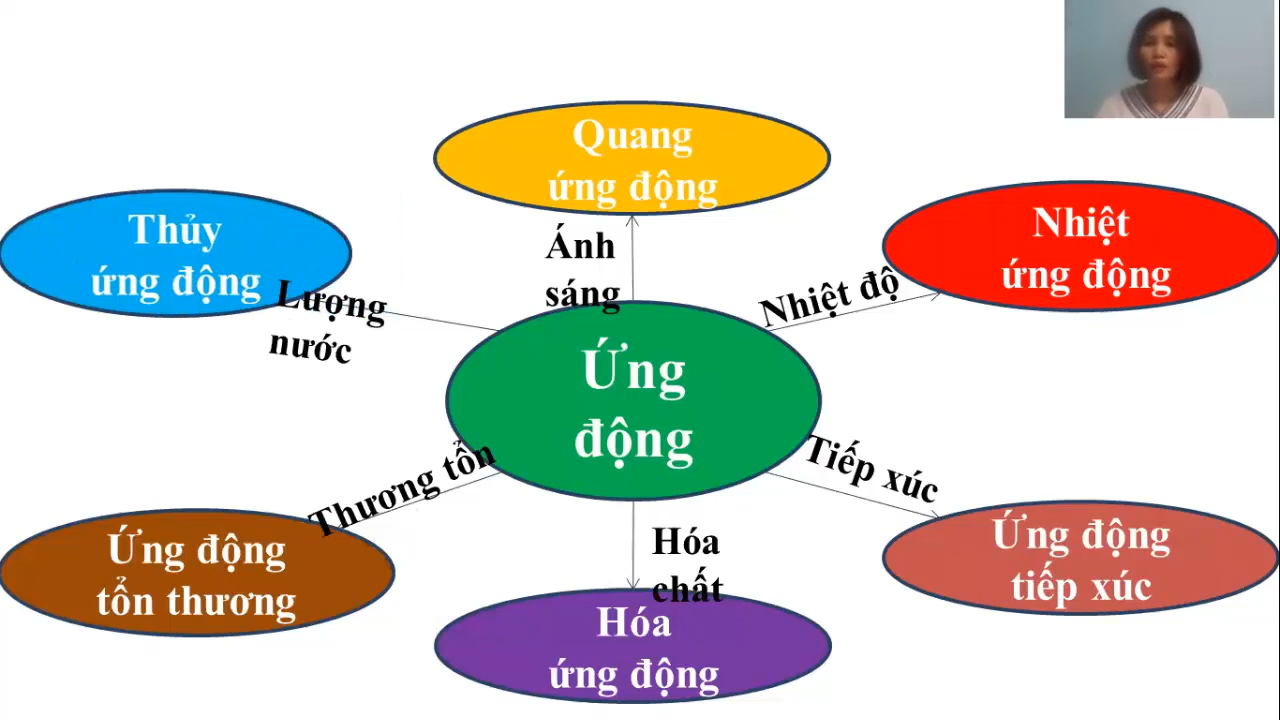 Quang
ứng động
Thủy
ứng động
Nhiệt
ứng động
Ánh
sáng
Lượng
nước
Nhiệt độ
Ứng
động
Thương tổn
Tiếp xúc
Ứng động
tổn thương
Hóa
chất
Ứng động
tiếp xúc
Hóa
ứng động